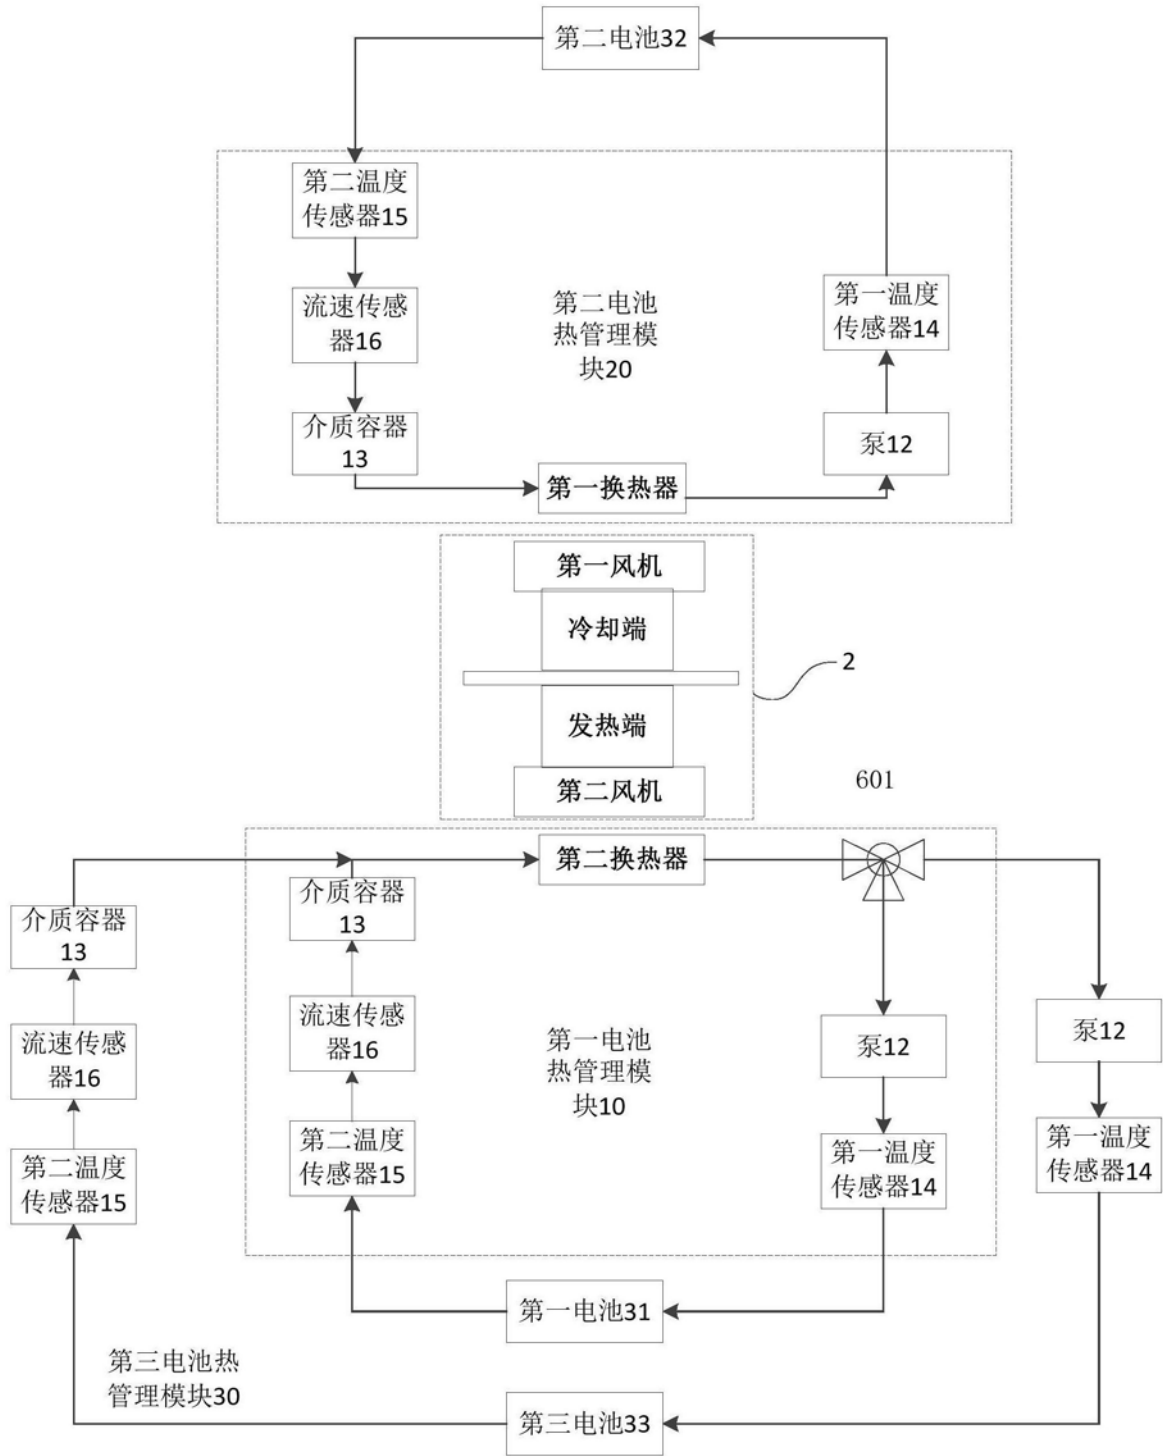 第二电池32
第二温度
传感器15
流速传感
器16
介质容器
13
第二电池
热管理模
块20
第一温度
传感器14
泵12
第一换热器
第一风机
冷却端
发热端
第二风机
2
601
第二换热器
介质容器
13
流速传感
器16
第二温度
传感器15
介质容器
13
流速传感
器16
第二温度
传感器15
第一电池
热管理模
块10
泵12
第一温度
传感器14
泵12
第一温度
传感器14
第一电池31
第三电池热
管理模块30
第三电池33